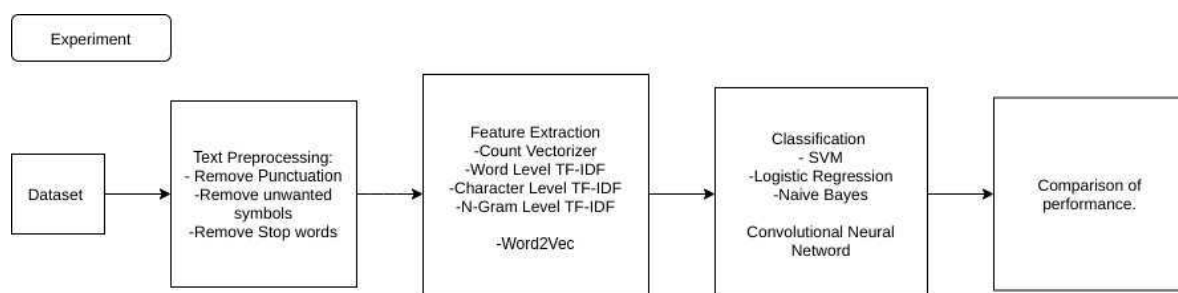 Experiment
Dataset
Text Preprocessing:
- Remove Punctuation
-Remove unwanted
symbols
-Remove Stop words
Feature Extraction
-Count Vectorizer
-Word Level TF-IDF
-Character Level TF-IDF
-N-Gram Level TF-IDF
-Word2Vec
Classification
- SVM
-Logistic Regression
-Naive Bayes
Convolutional Neural
Netword
Comparison of
performance.